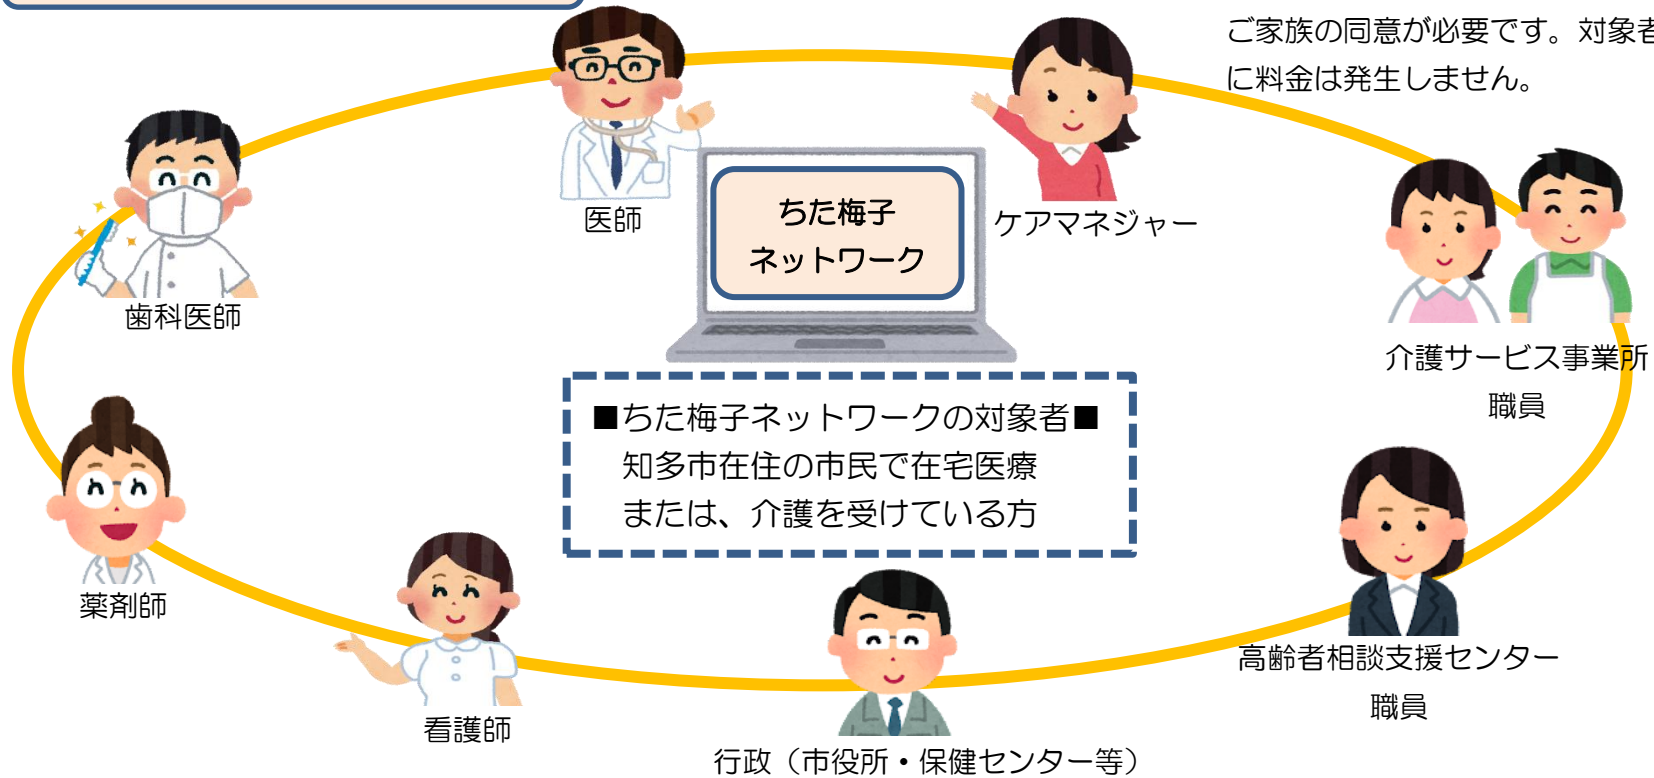 ご家族の同意が必要です。対象者
に料金は発生しません。
医師
ちた梅子
ネットワーク
ケアマネジャー
歯科医師
介護サービス事業所
職員
■ちた梅子ネットワークの対象者■
知多市在住の市民で在宅医療
または、介護を受けている方
薬剤師
看護師
高齢者相談支援センター
職員
行政（市役所・保健センター等）